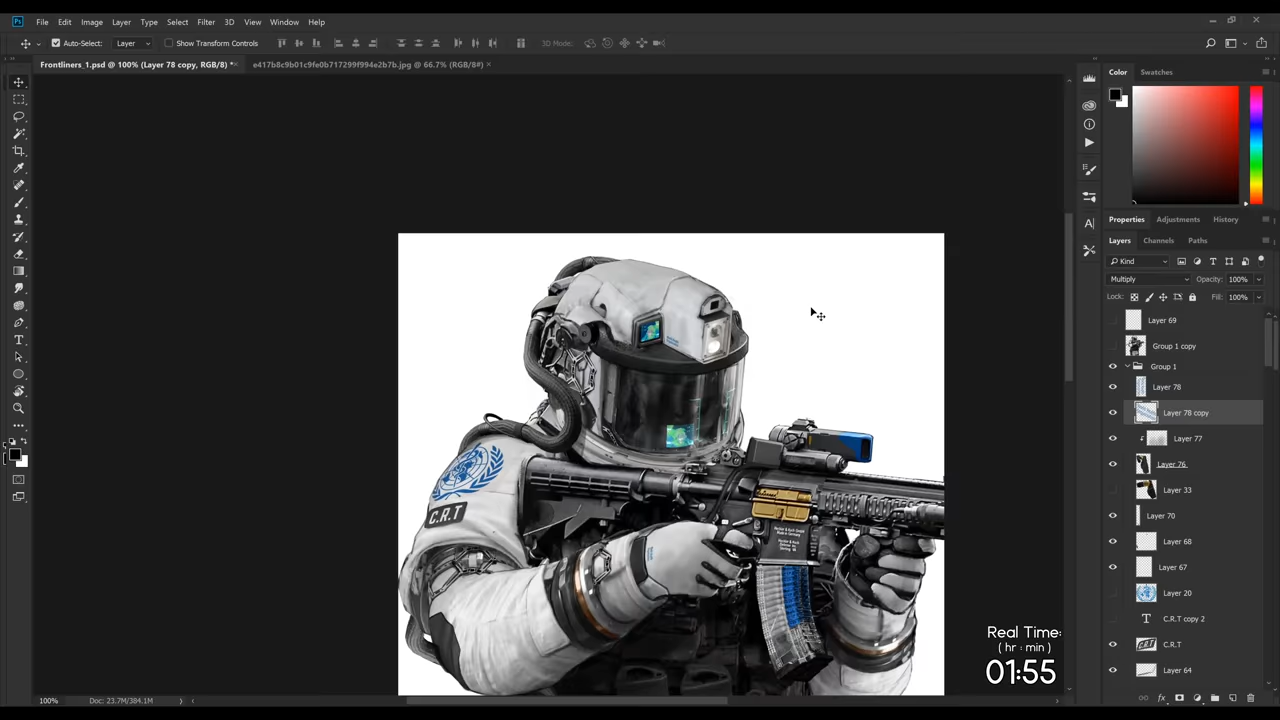 Ps File Edit Image Layer Type Select Filter 3D View Window Help
Auto-Select: Layer Show Transform Controls 3D Mode:
Frontliners_1.psd @ 100% (Layer 78 copy, RGB/8) * × e417b8c9b01c9fe0b717299f994e2b7b.jpg @ 66.7% (RGB/8#) ×
Color Swatches
Properties Adjustments History
Layers Channels Paths
Kind
Multiply Opacity: 100%
Lock: Fill: 100%
Layer 69
Group 1 copy
Group 1
Layer 78
Layer 78 copy
Layer 77
Layer 76
Layer 33
Layer 70
Layer 68
Layer 67
Layer 20
T C.R.T copy 2
C.R.T C.R.T
Layer 64
C.R.T
Real Time:
( hr : min )
01:55
100% Doc: 23.7M/384.1M